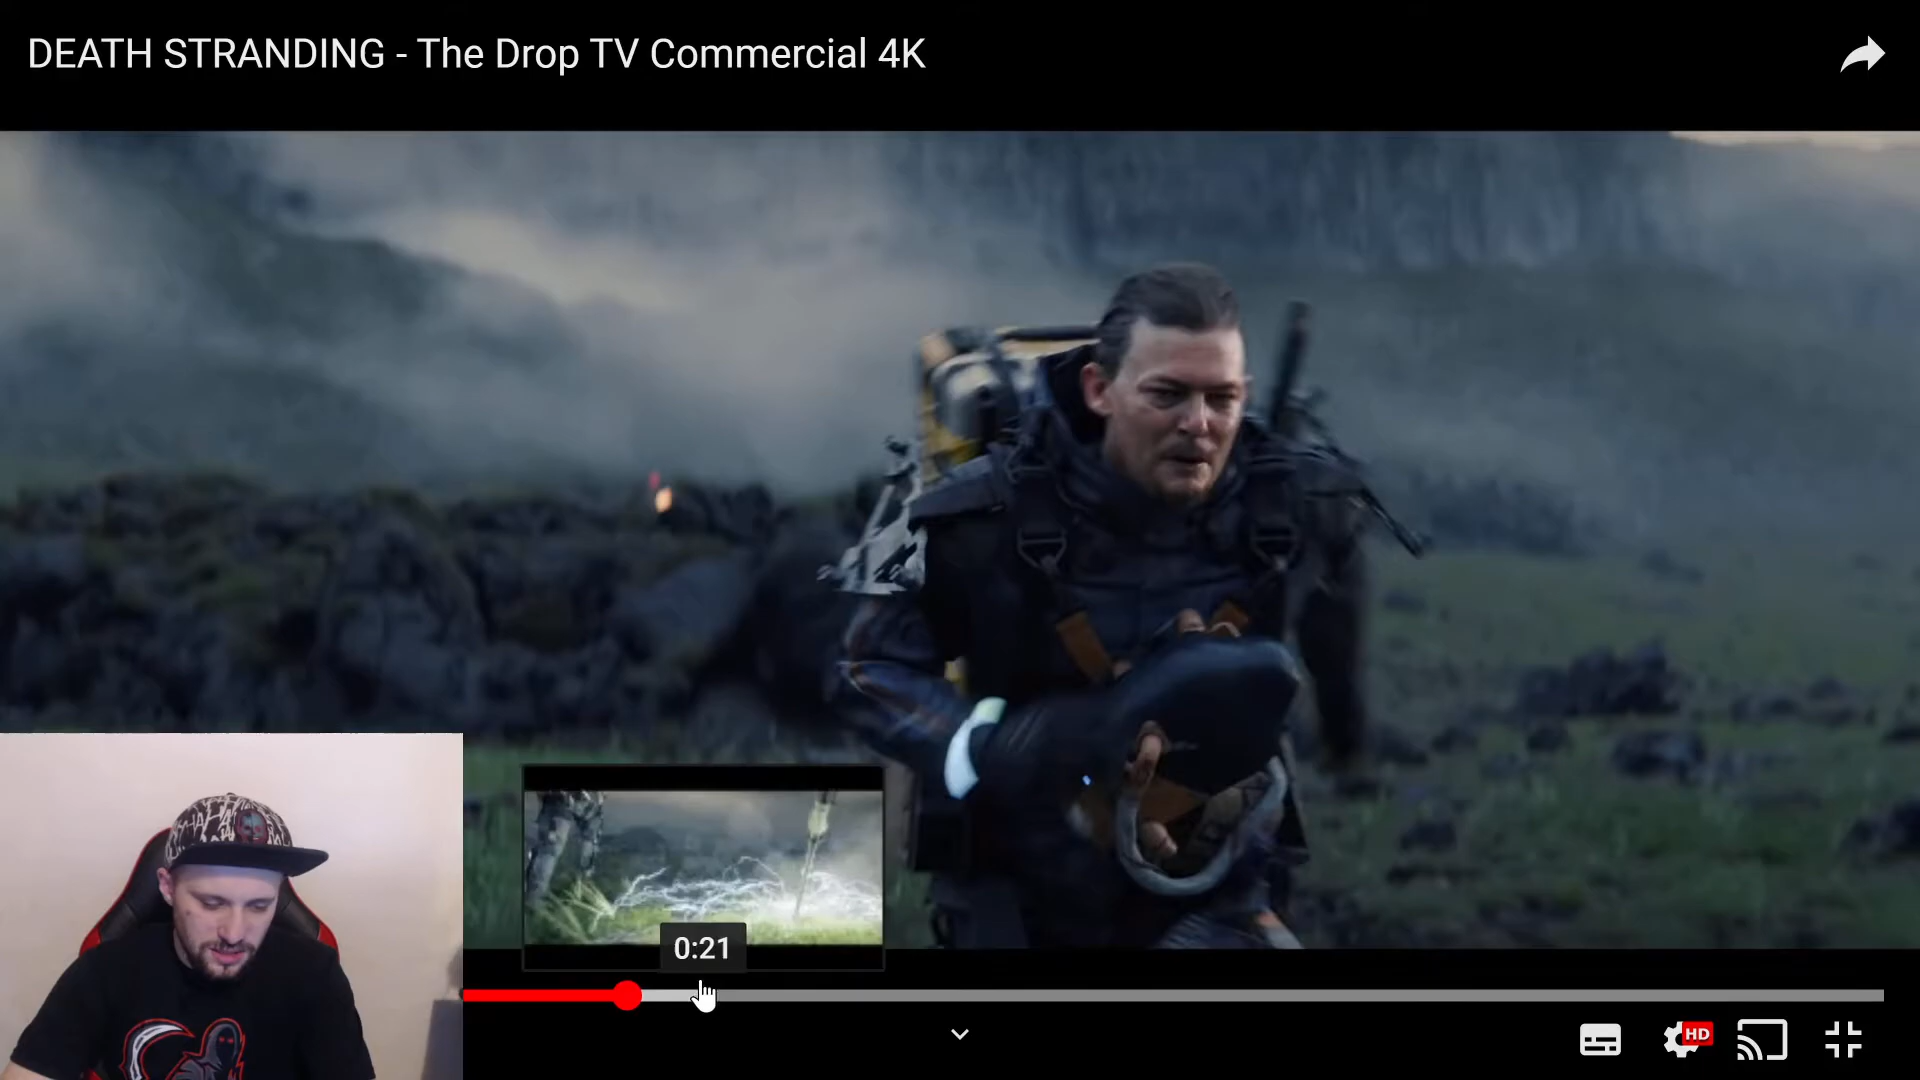 DEATH STRANDING - The Drop TV Commercial 4K
0:21
HD